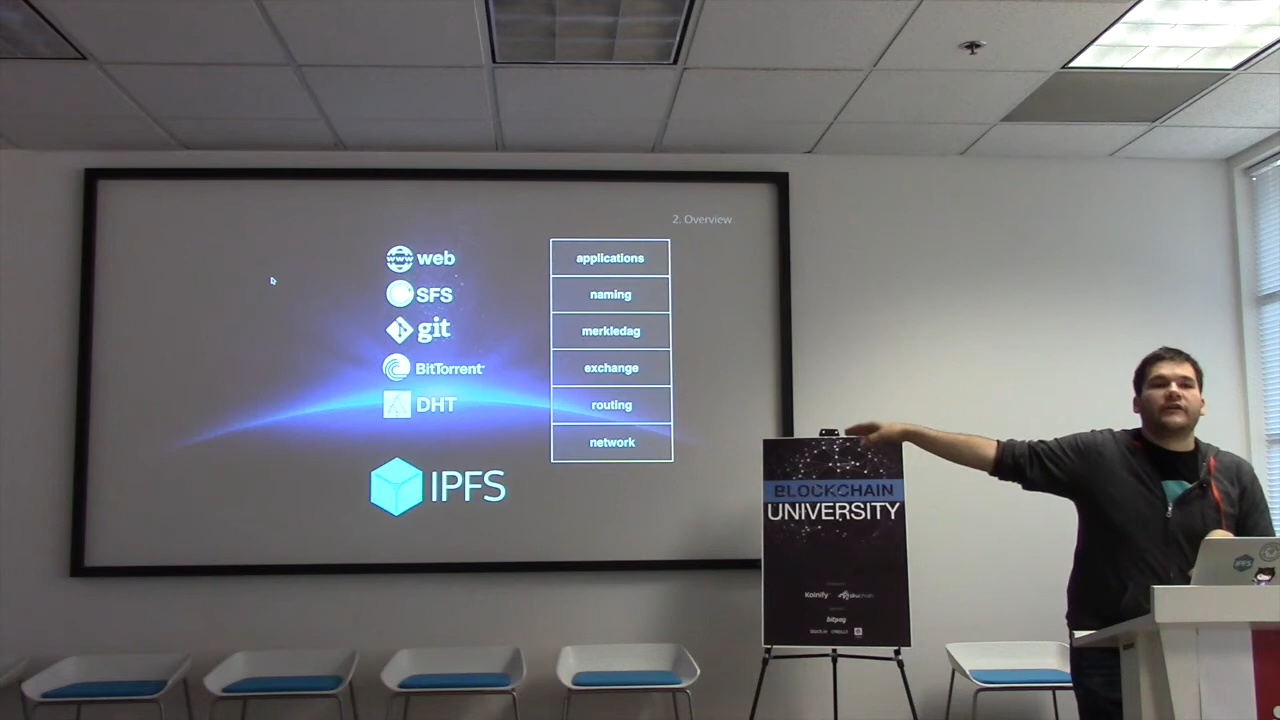 2. Overview
www web
SFS
git
BitTorrent
DHT
IPFS
applications
naming
merkledag
exchange
routing
network
BLOCKCHAIN
UNIVERSITY
Koinify
bitpay
IPFS